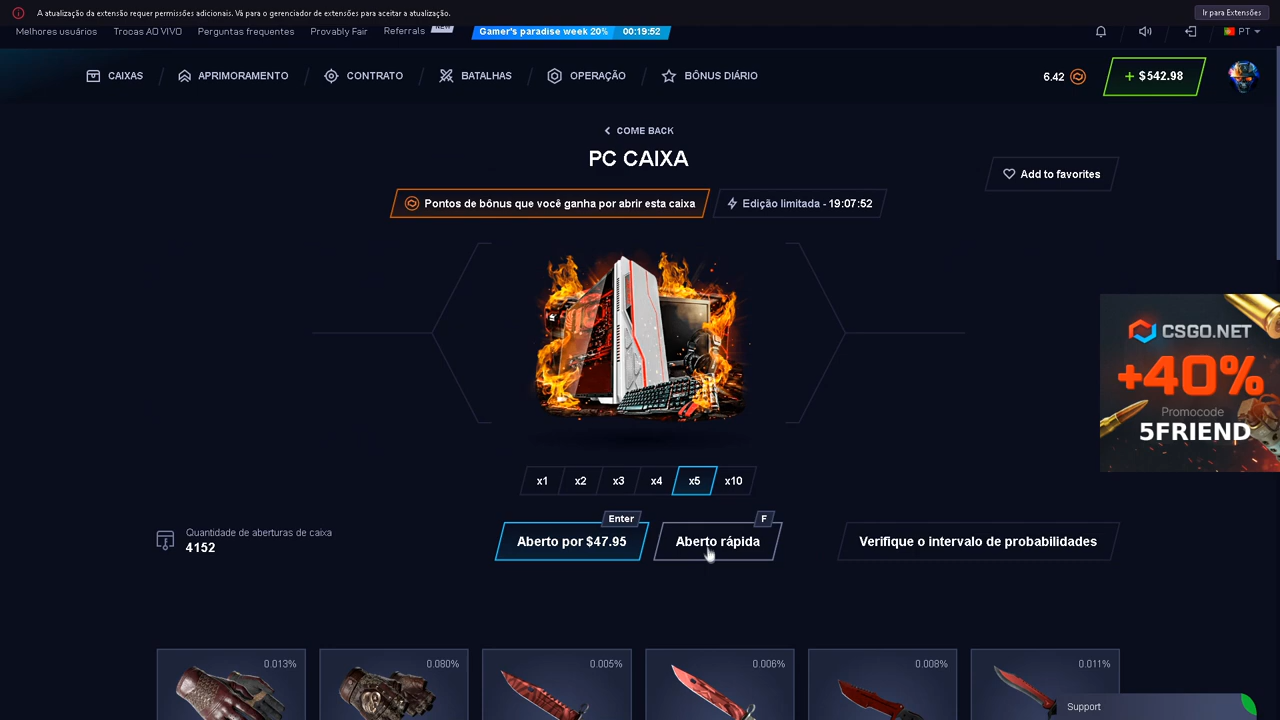 A atualização da extensão requer permissões adicionais. Vá para o gerenciador de extensões para aceitar a atualização.
Ir para Extensões
Melhores usuários
Trocas AO VIVO
Perguntas frequentes
Provably Fair
Referrals
NEW
Gamer's paradise week 20%
00:19:52
PT
CAIXAS
APRIMORAMENTO
CONTRATO
BATALHAS
OPERAÇÃO
BÔNUS DIÁRIO
6.42
+ $542.98
COME BACK
PC CAIXA
Add to favorites
Pontos de bônus que você ganha por abrir esta caixa
Edição limitada - 19:07:52
CSGO.NET
+40%
Promocode
5FRIEND
x1
x2
x3
x4
x5
x10
Enter
F
Quantidade de aberturas de caixa
4152
Aberto por $47.95
Aberto rápida
Verifique o intervalo de probabilidades
0.013%
0.080%
0.005%
0.006%
0.008%
0.011%
Support